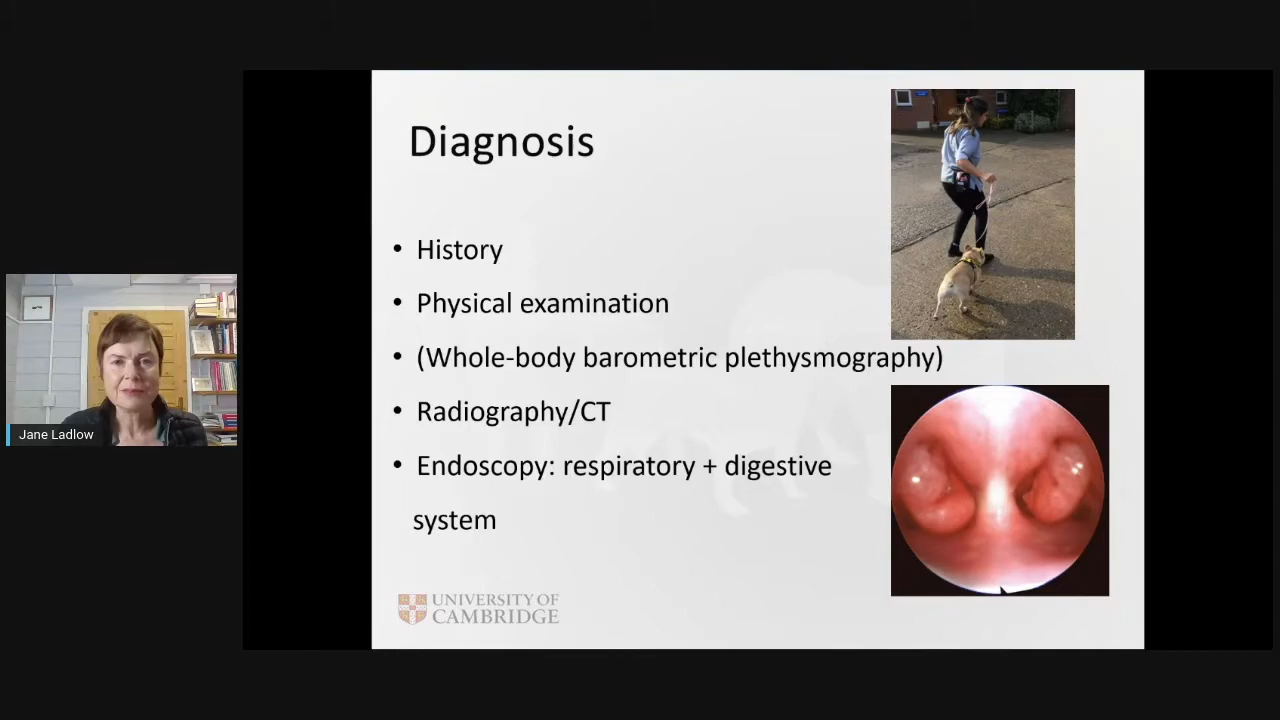 Diagnosis
• History
• Physical examination
• (Whole-body barometric plethysmography)
• Radiography/CT
• Endoscopy: respiratory + digestive
system
UNIVERSITY OF
CAMBRIDGE
Jane Ladlow